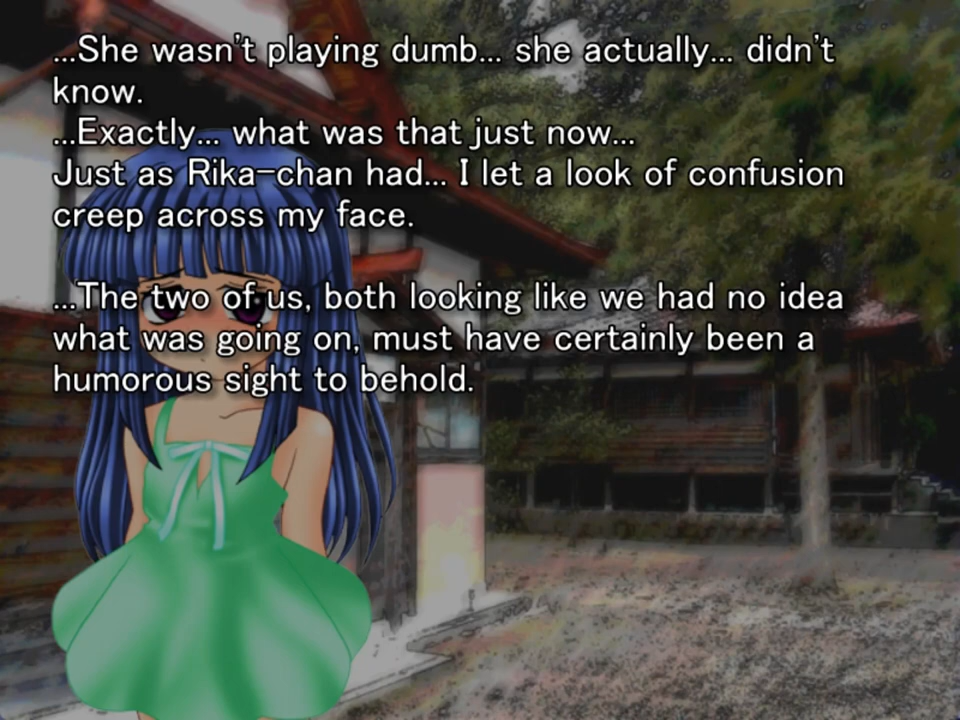 ...She wasn't playing dumb... she actually... didn't
know.
...Exactly... what was that just now...
Just as Rika-chan had... I let a look of confusion
creep across my face.
...The two of us, both looking like we had no idea
what was going on, must have certainly been a
humorous sight to behold.